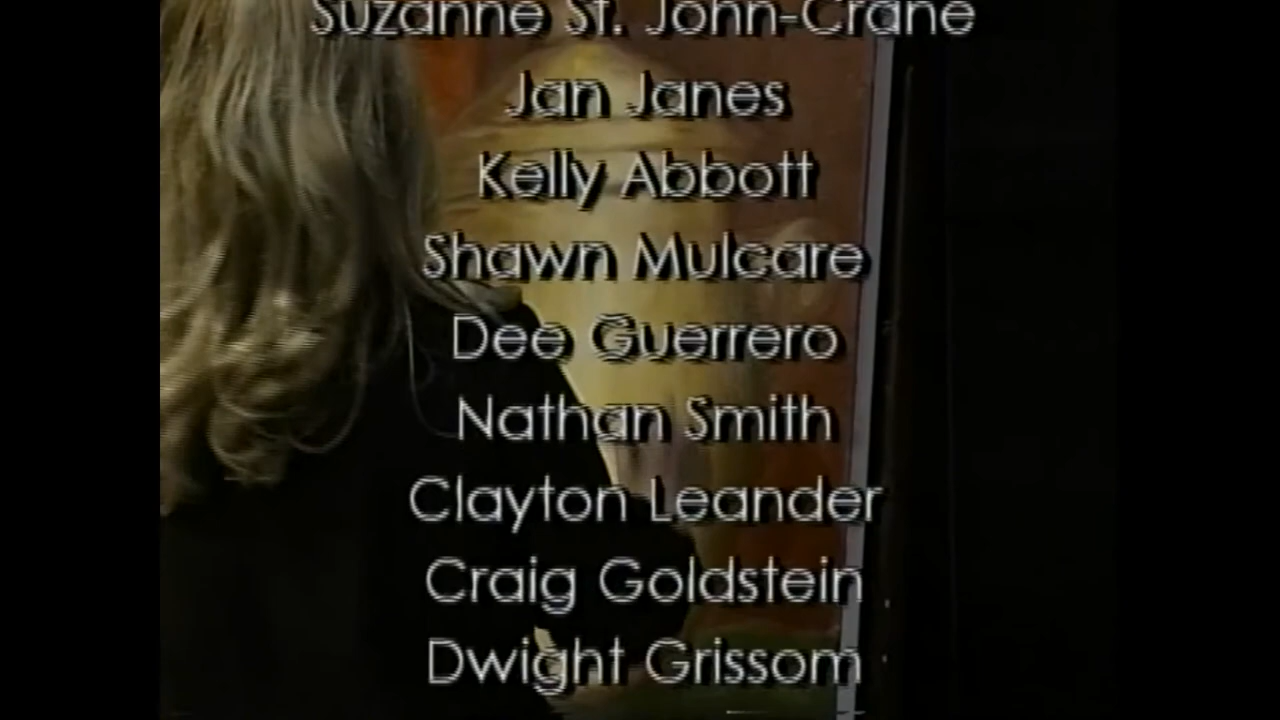 Suzanne St. John-Crane
Jan Janes
Kelly Abbott
Shawn Mulcare
Dee Guerrero
Nathan Smith
Clayton Leander
Craig Goldstein
Dwight Grissom